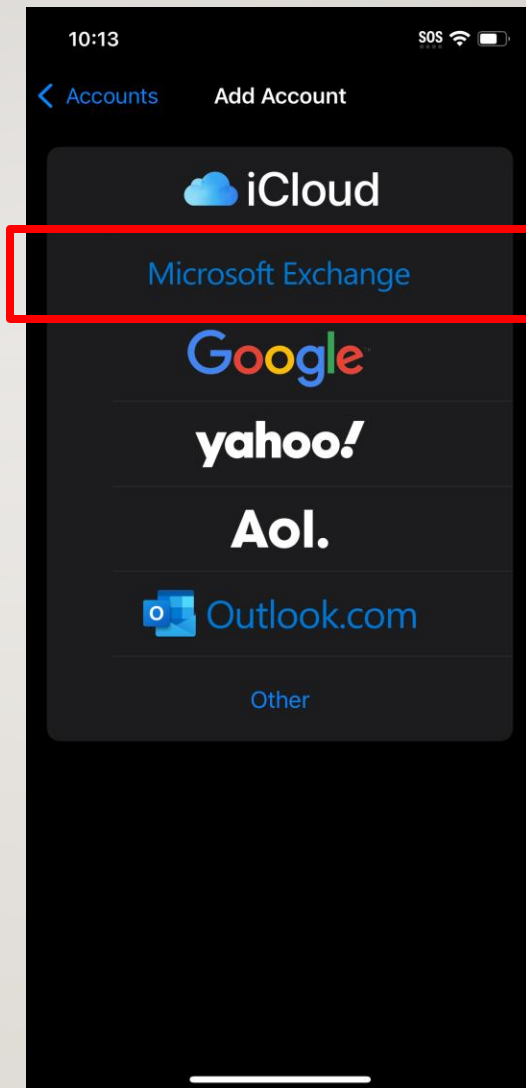 10:13 SOS
Accounts Add Account
iCloud
Microsoft Exchange
Google
yahoo!
Aol.
Outlook.com
Other